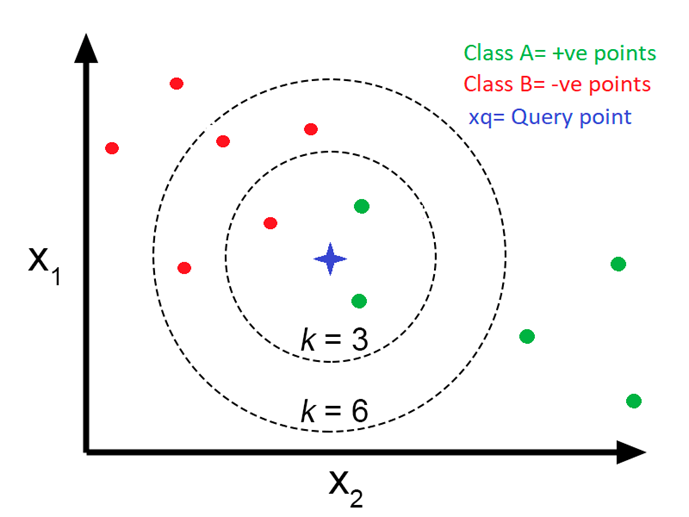 Class A= +ve points
Class B= -ve points
xq= Query point
x₁
k = 3
k = 6
x₂